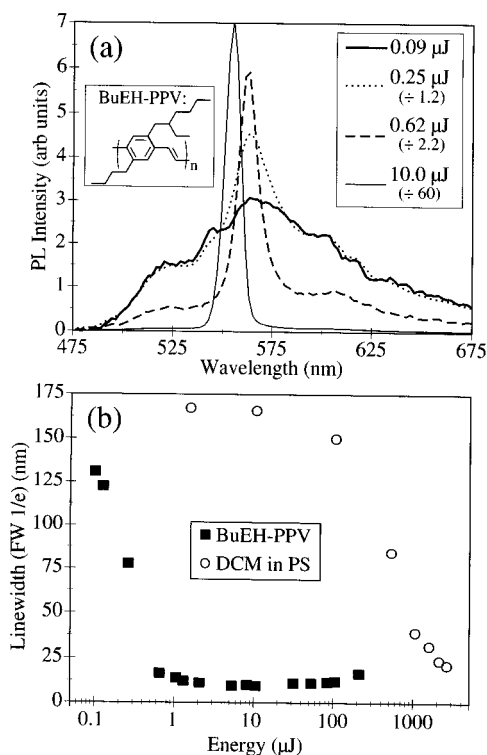 (a)
BuEH-PPV:
n
0.09 μJ
0.25 μJ
(÷ 1.2)
0.62 μJ
(÷ 2.2)
10.0 μJ
(÷ 60)
PL Intensity (arb units)
7
6
5
4
3
2
1
0
475 525 575 625 675
Wavelength (nm)
(b)
BuEH-PPV
DCM in PS
Linewidth (FW 1/e) (nm)
175
150
125
100
75
50
25
0
0.1 1 10 100 1000
Energy (μJ)